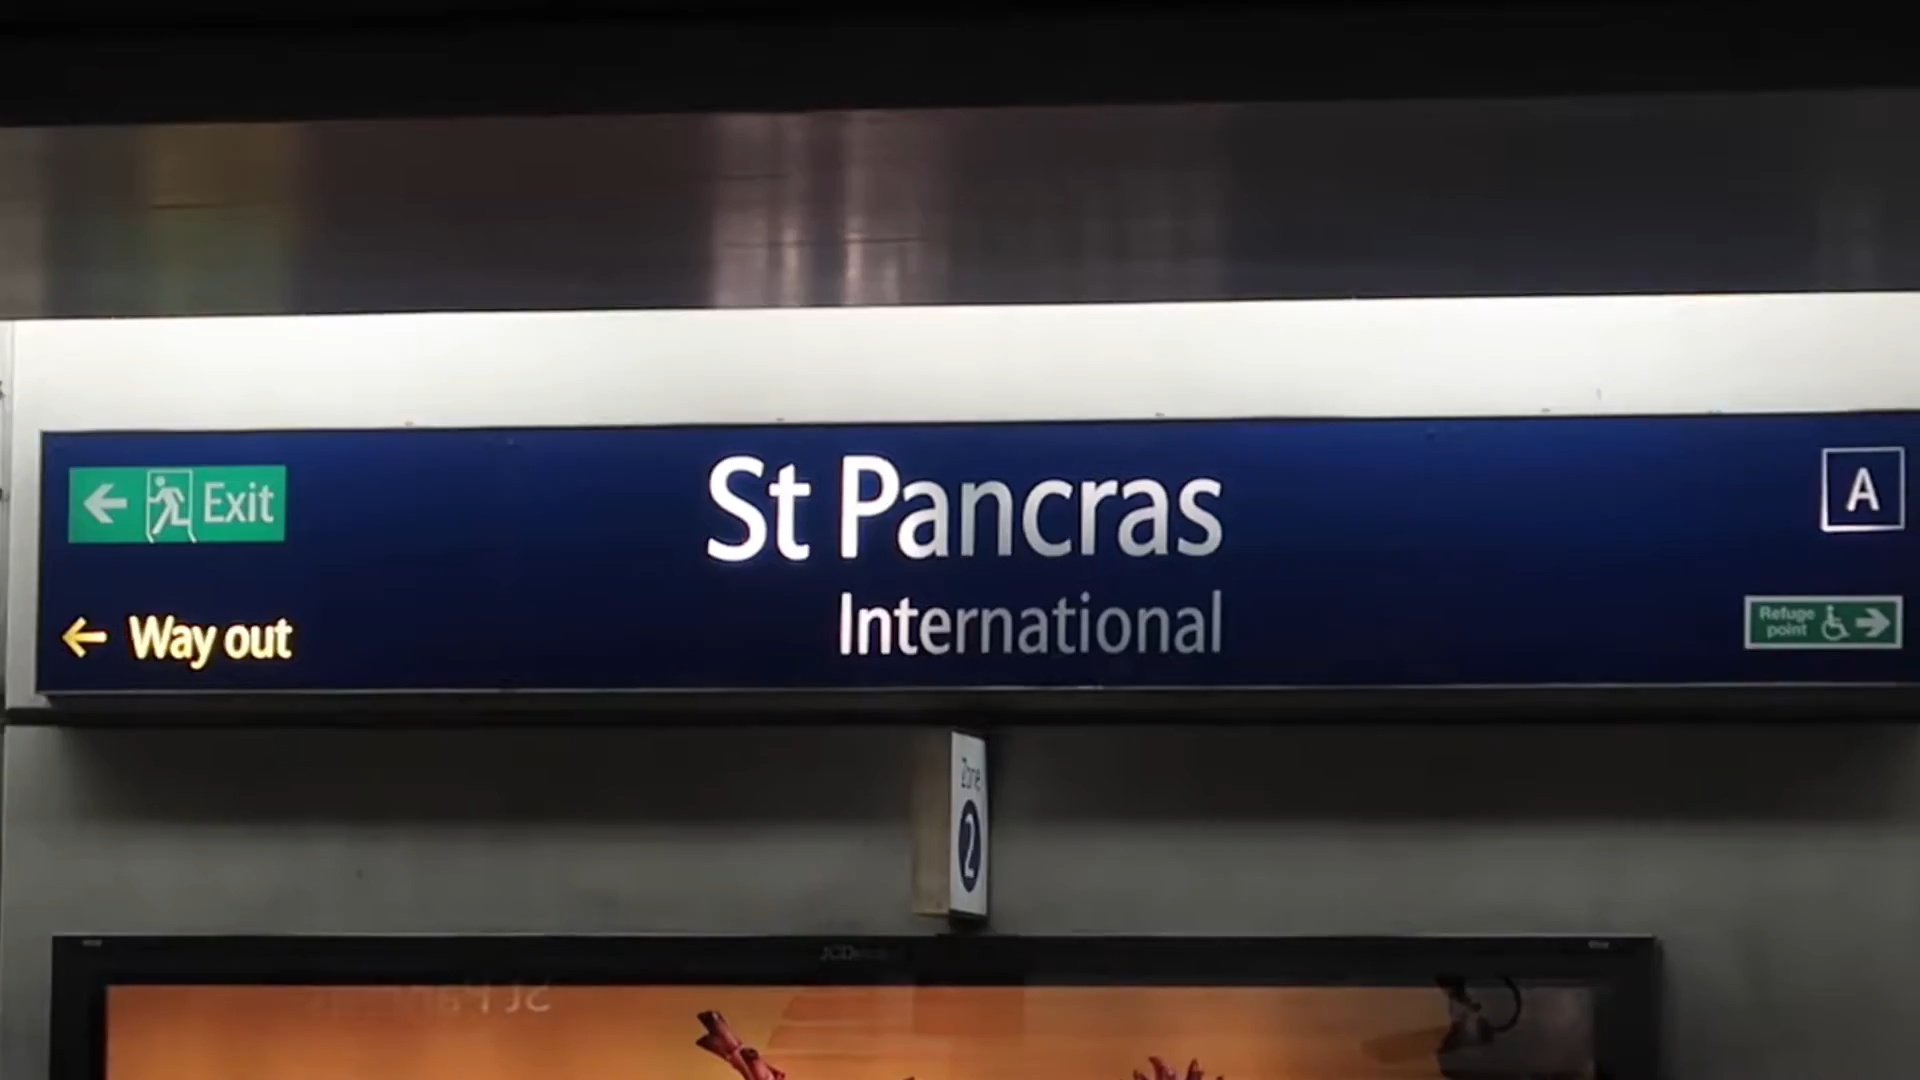 Exit
St Pancras
A
Way out
International
Refuge
point
Zone
2